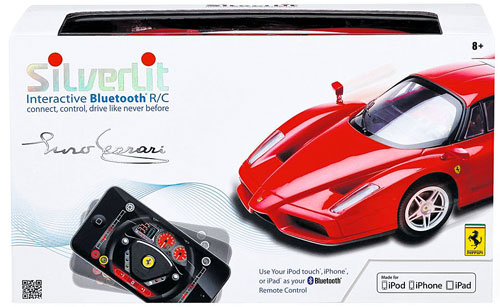 8+
Silverlit
Interactive Bluetooth® R/C
connect, control, drive like never before
Enzo Ferrari
Ferrari
Use Your iPod touch®, iPhone®,
or iPad® as your Bluetooth®
Remote Control
Made for
iPod iPhone iPad